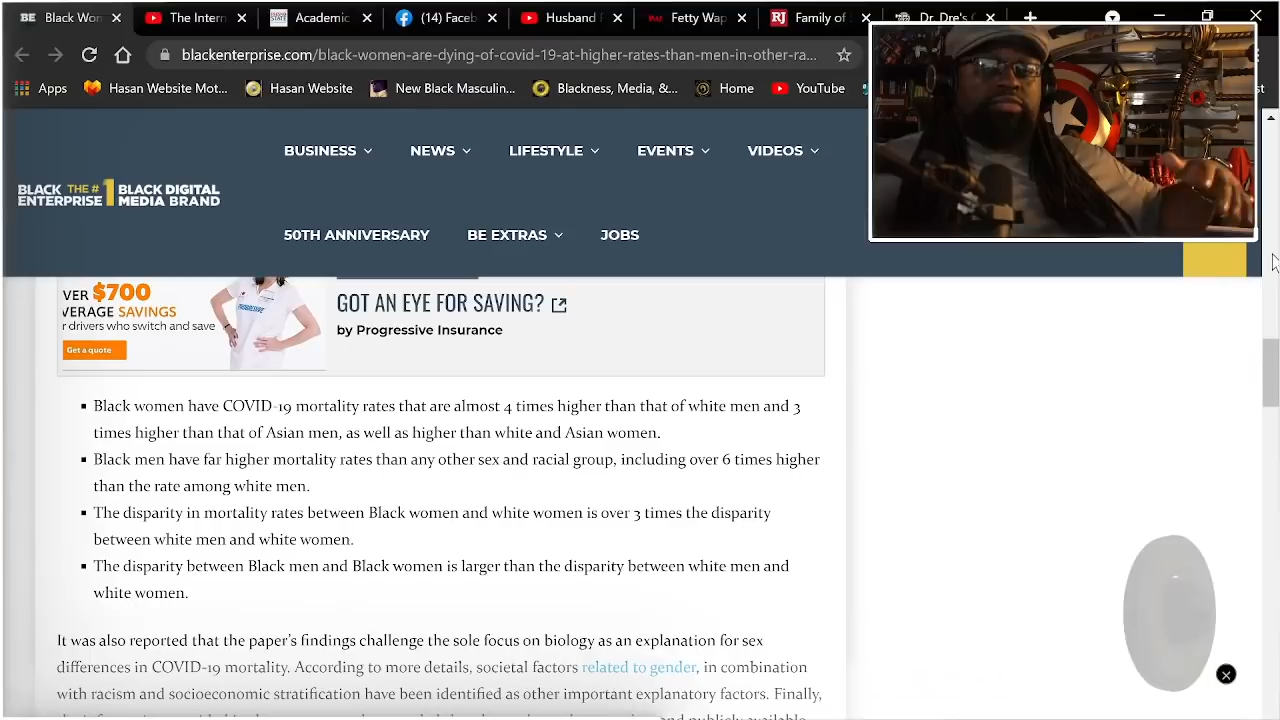 BE Black Won
The Intern
STATE Academic
(14) Faceb
Husband I
Fetty Wap
RJ Family of
Dr. Dre's C
blackenterprise.com/black-women-are-dying-of-covid-19-at-higher-rates-than-men-in-other-ra...
Apps Hasan Website Mot... Hasan Website New Black Masculin... Blackness, Media, &... Home YouTube
st
BUSINESS NEWS LIFESTYLE EVENTS VIDEOS
BLACK THE # 1 BLACK DIGITAL
ENTERPRISE MEDIA BRAND
50TH ANNIVERSARY BE EXTRAS JOBS
VER $700
VERAGE SAVINGS
r drivers who switch and save
Get a quote
GOT AN EYE FOR SAVING?
by Progressive Insurance
Black women have COVID-19 mortality rates that are almost 4 times higher than that of white men and 3
times higher than that of Asian men, as well as higher than white and Asian women.
Black men have far higher mortality rates than any other sex and racial group, including over 6 times higher
than the rate among white men.
The disparity in mortality rates between Black women and white women is over 3 times the disparity
between white men and white women.
The disparity between Black men and Black women is larger than the disparity between white men and
white women.
It was also reported that the paper's findings challenge the sole focus on biology as an explanation for sex
differences in COVID-19 mortality. According to more details, societal factors related to gender, in combination
with racism and socioeconomic stratification have been identified as other important explanatory factors. Finally,
and publicly available